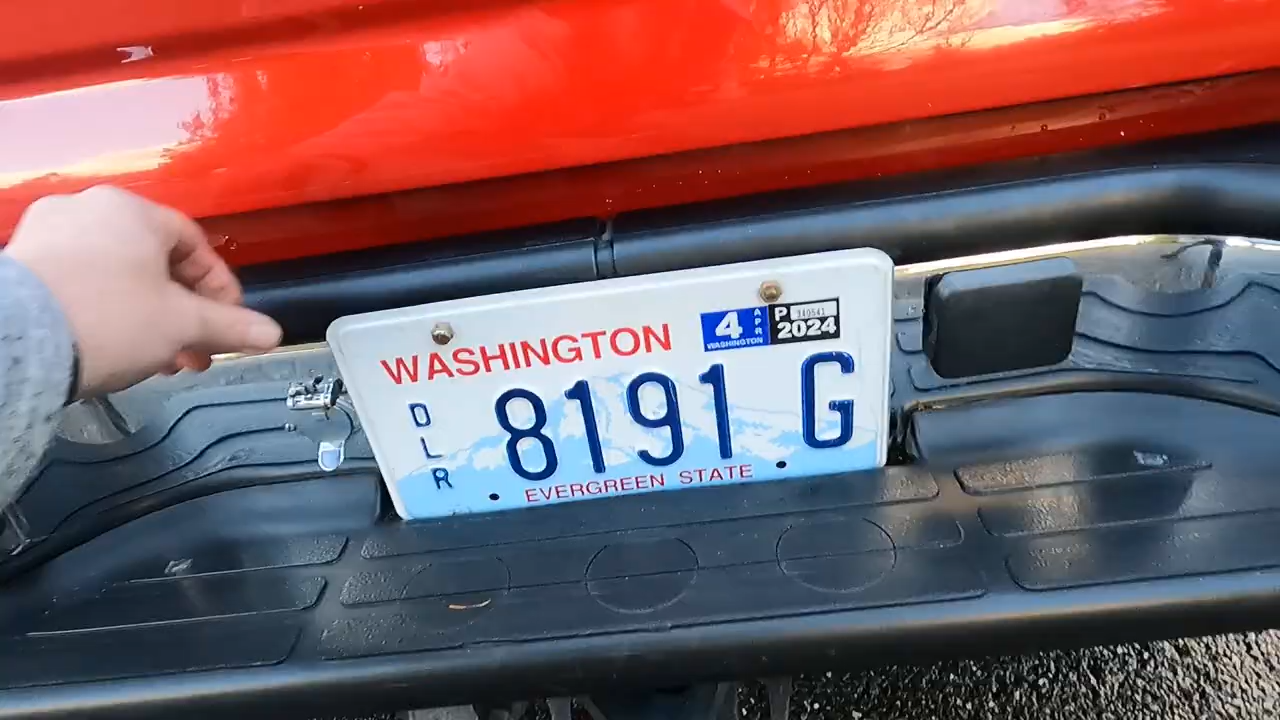 WASHINGTON
4 APR WASHINGTON
P
2024
DLR
8191 G
EVERGREEN STATE